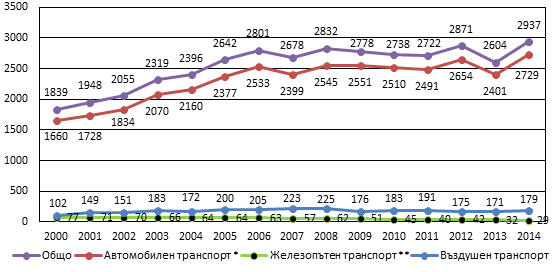 3500
3000
2500
2000
1500
1000
500
0
1839 1948 2055 2319 2396 2642 2801 2678 2832 2778 2738 2722 2871 2604 2937
1660 1728 1834 2070 2160 2377 2533 2399 2545 2551 2510 2491 2654 2401 2729
102 149 151 183 172 200 205 223 225 176 183 191 175 171 179
77 71 70 66 64 64 63 57 62 51 45 40 42 32 29
2000 2001 2002 2003 2004 2005 2006 2007 2008 2009 2010 2011 2012 2013 2014
Общо Автомобилен транспорт * Железопътен транспорт ** Въздушен транспорт